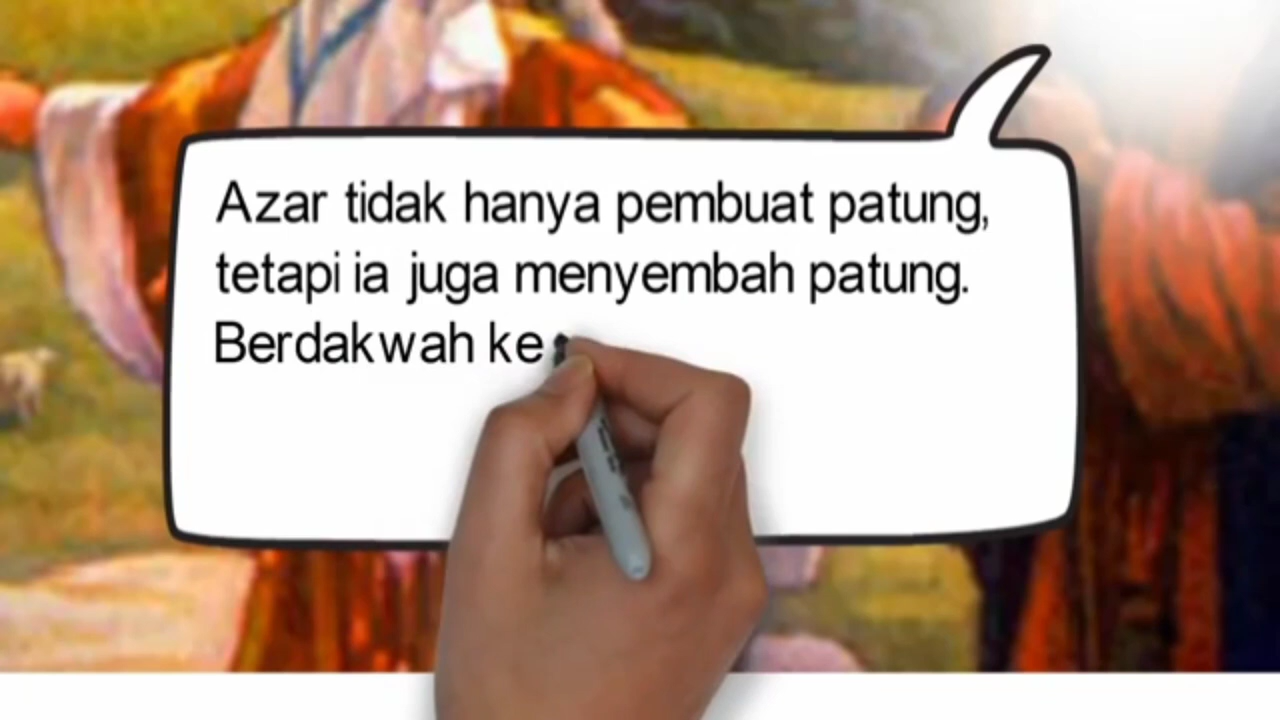 Azar tidak hanya pembuat patung,
tetapi ia juga menyembah patung.
Berdakwah ke